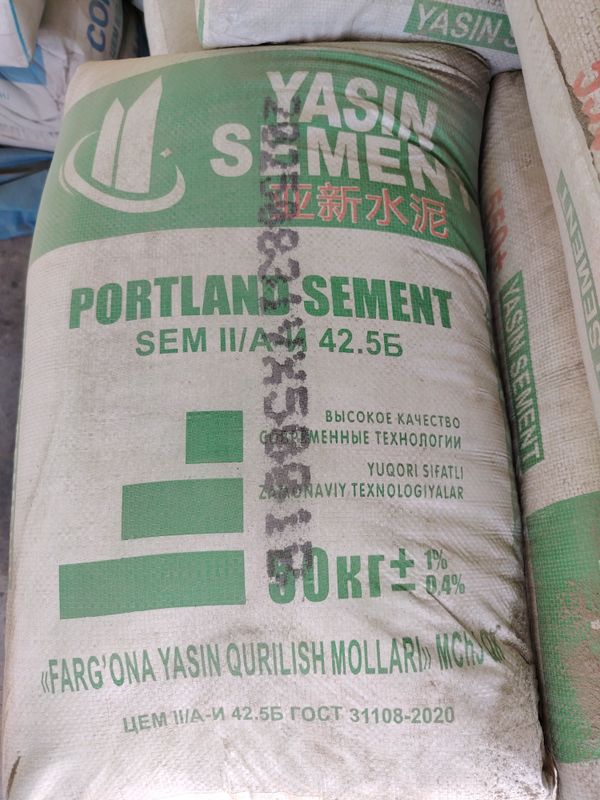 YASIN
SEMENT
亚新水泥
PORTLAND SEMENT
SEM II/А-И 42.5Б
ВЫСОКОЕ КАЧЕСТВО
СОВРЕМЕННЫЕ ТЕХНОЛОГИИ
YUQORI SIFATLI
ZAMONAVIY TEXNOLOGIYALAR
50кг± 1%
0,4%
«FARG'ONA YASIN QURILISH MOLLARI» MChJ QK
ЦЕМ II/А-И 42.5Б ГОСТ 31108-2020
YASIN
YASIN SEMENT